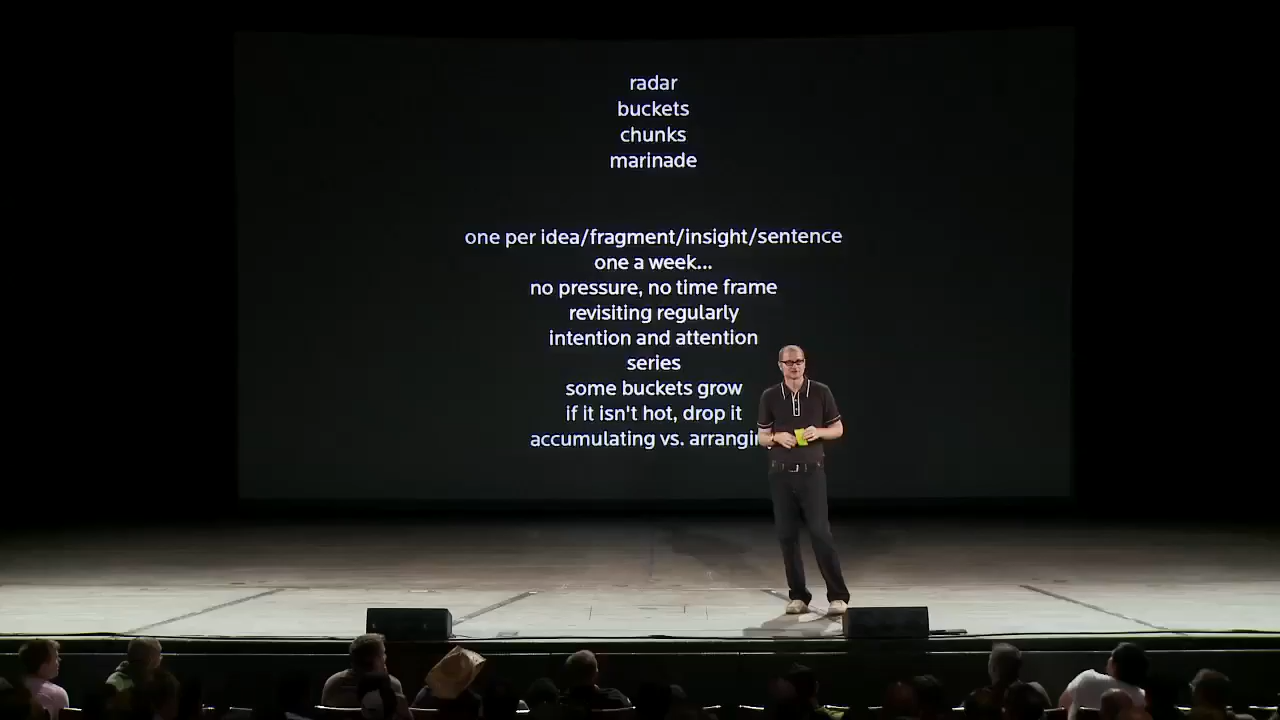 radar
buckets
chunks
marinade
one per idea/fragment/insight/sentence
one a week...
no pressure, no time frame
revisiting regularly
intention and attention
series
some buckets grow
if it isn't hot, drop it
accumulating vs.